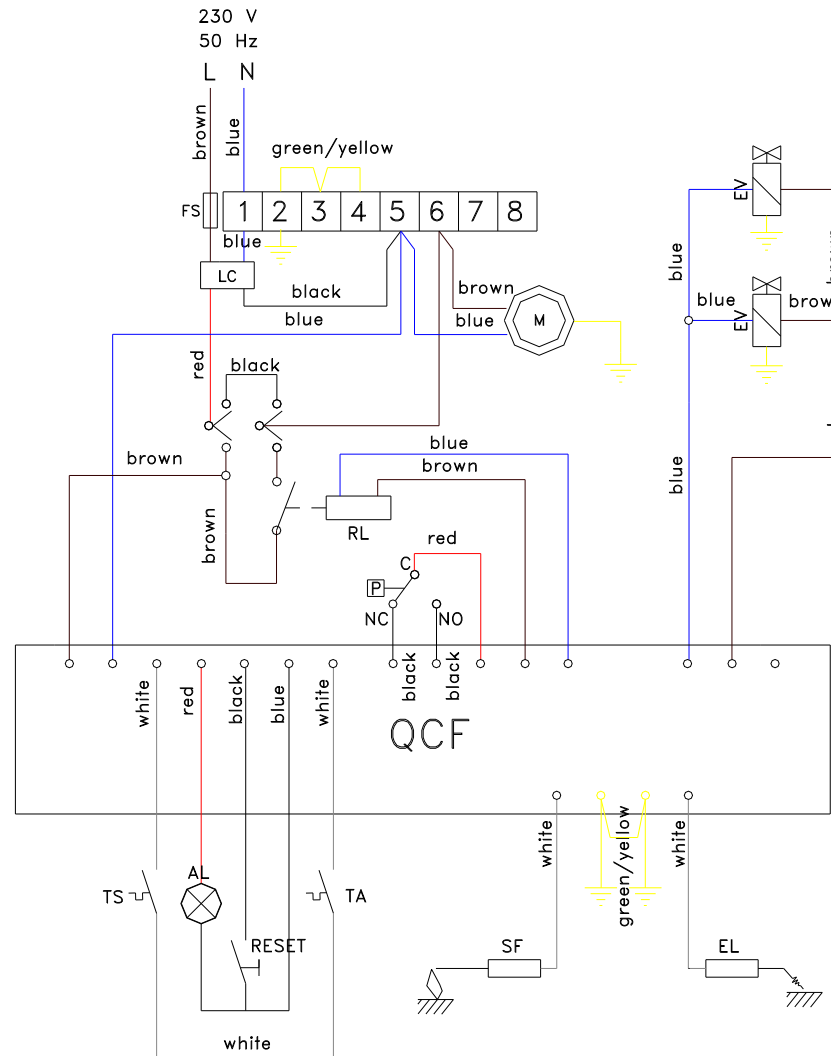 230 V
50 Hz
L N
brown
blue
green/yellow
FS
1 2 3 4 5 6 7 8
blue
LC
black
blue
brown
blue
M
EV
blue
blue
EV
brow
brown
red
black
brown
blue
brown
brown
RL
blue
red
C
P
NC
NO
white
red
black
blue
white
black
black
QCF
white
green/yellow
white
TS
AL
TA
RESET
SF
EL
white